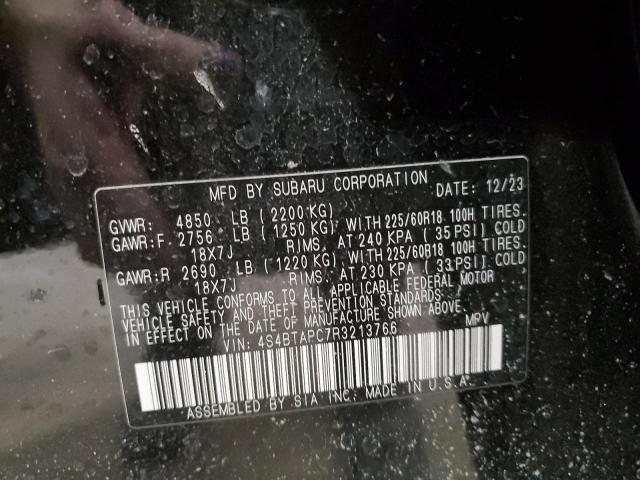 MFD BY SUBARU CORPORATION DATE: 12/23
GVWR: 4850 LB ( 2200 KG)
GAWR:F 2756 LB ( 1250 KG) WITH 225/60R18 100H TIRES,
18X7J RIMS, AT 240 KPA ( 35 PSI) COLD
GAWR:R 2690 LB ( 1220 KG) WITH 225/60R18 100H TIRES,
18X7J RIMS, AT 230 KPA ( 33 PSI) COLD
THIS VEHICLE CONFORMS TO ALL APPLICABLE FEDERAL MOTOR
VEHICLE SAFETY AND THEFT PREVENTION STANDARDS
IN EFFECT ON THE DATE OF MANUFACTURE SHOWN ABOVE.
VIN: 4S4BTAPC7R3213766 MPV
ASSEMBLED BY SIA INC. MADE IN U.S.A.